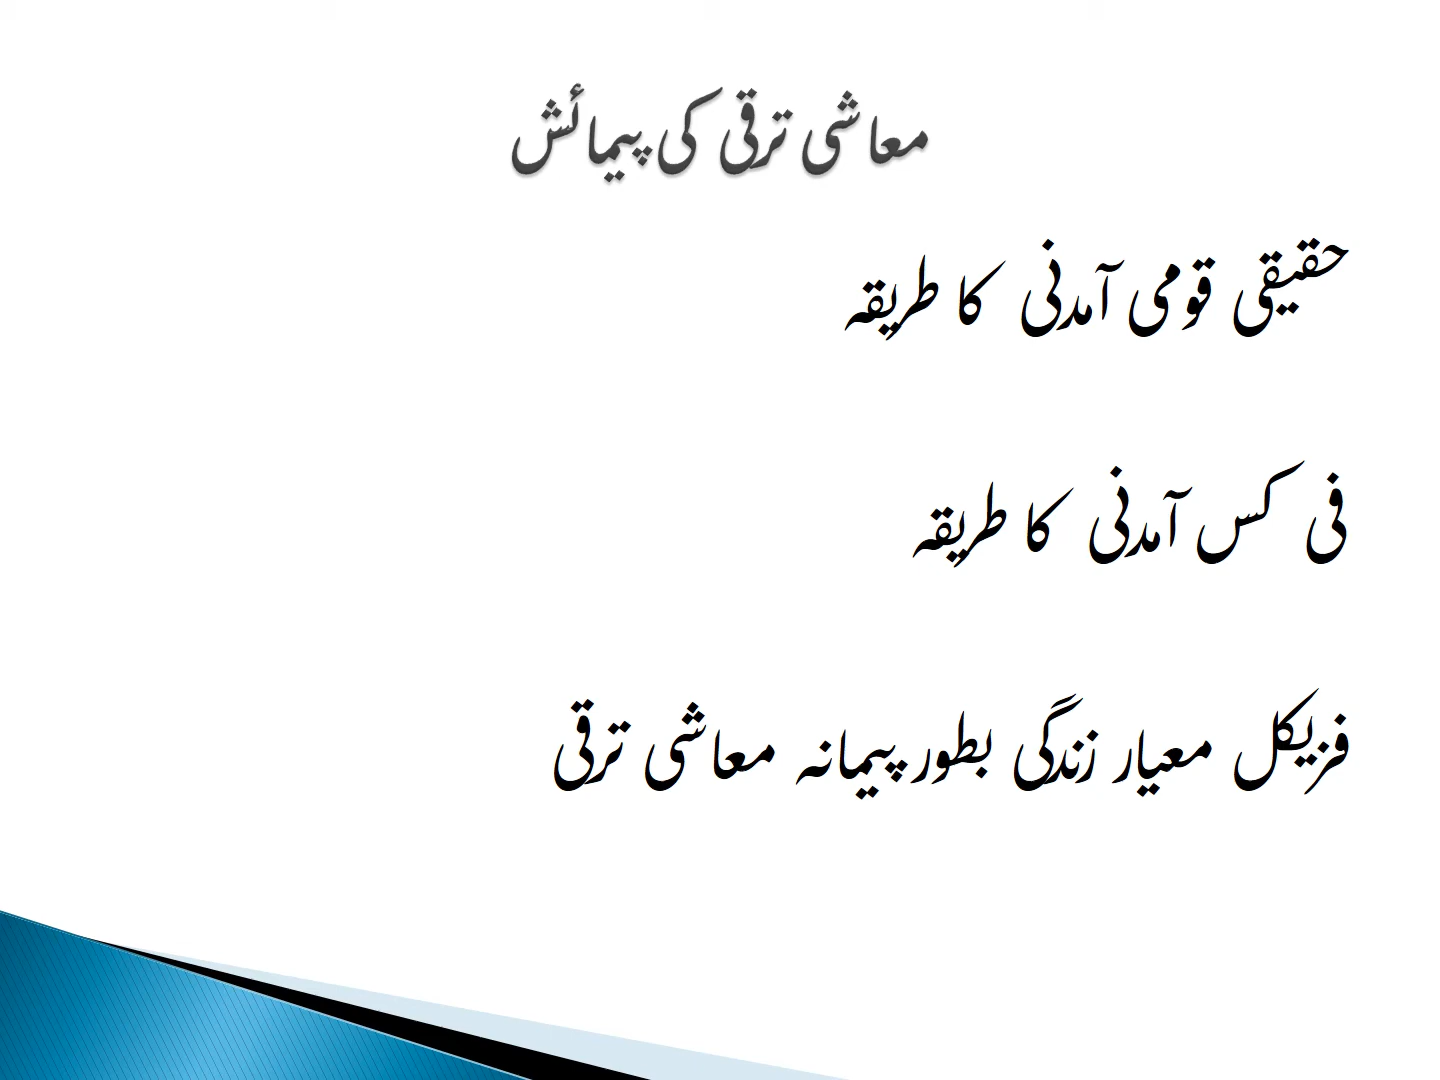 معاشی ترقی کی پیمائش
حقیقی قومی آمدنی کا طریقہ
فی کس آمدنی کا طریقہ
فزیکل معیار زندگی بطور پیمانہ معاشی ترقی